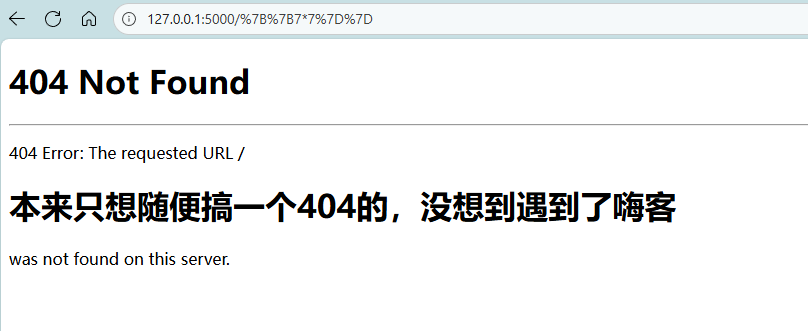 127.0.0.1:5000/%7B%7B7*7%7D%7D
404 Not Found
404 Error: The requested URL /
本来只想随便搞一个404的，没想到遇到了嗨客
was not found on this server.